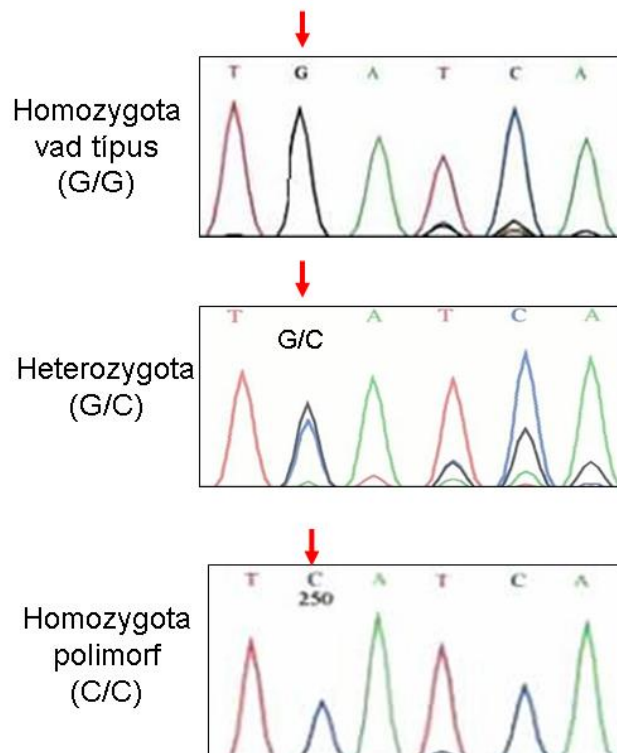 T G A T C A
Homozygota
vad típus
(G/G)
T A T C A
G/C
Heterozygota
(G/C)
T C A T C A
250
Homozygota
polimorf
(C/C)